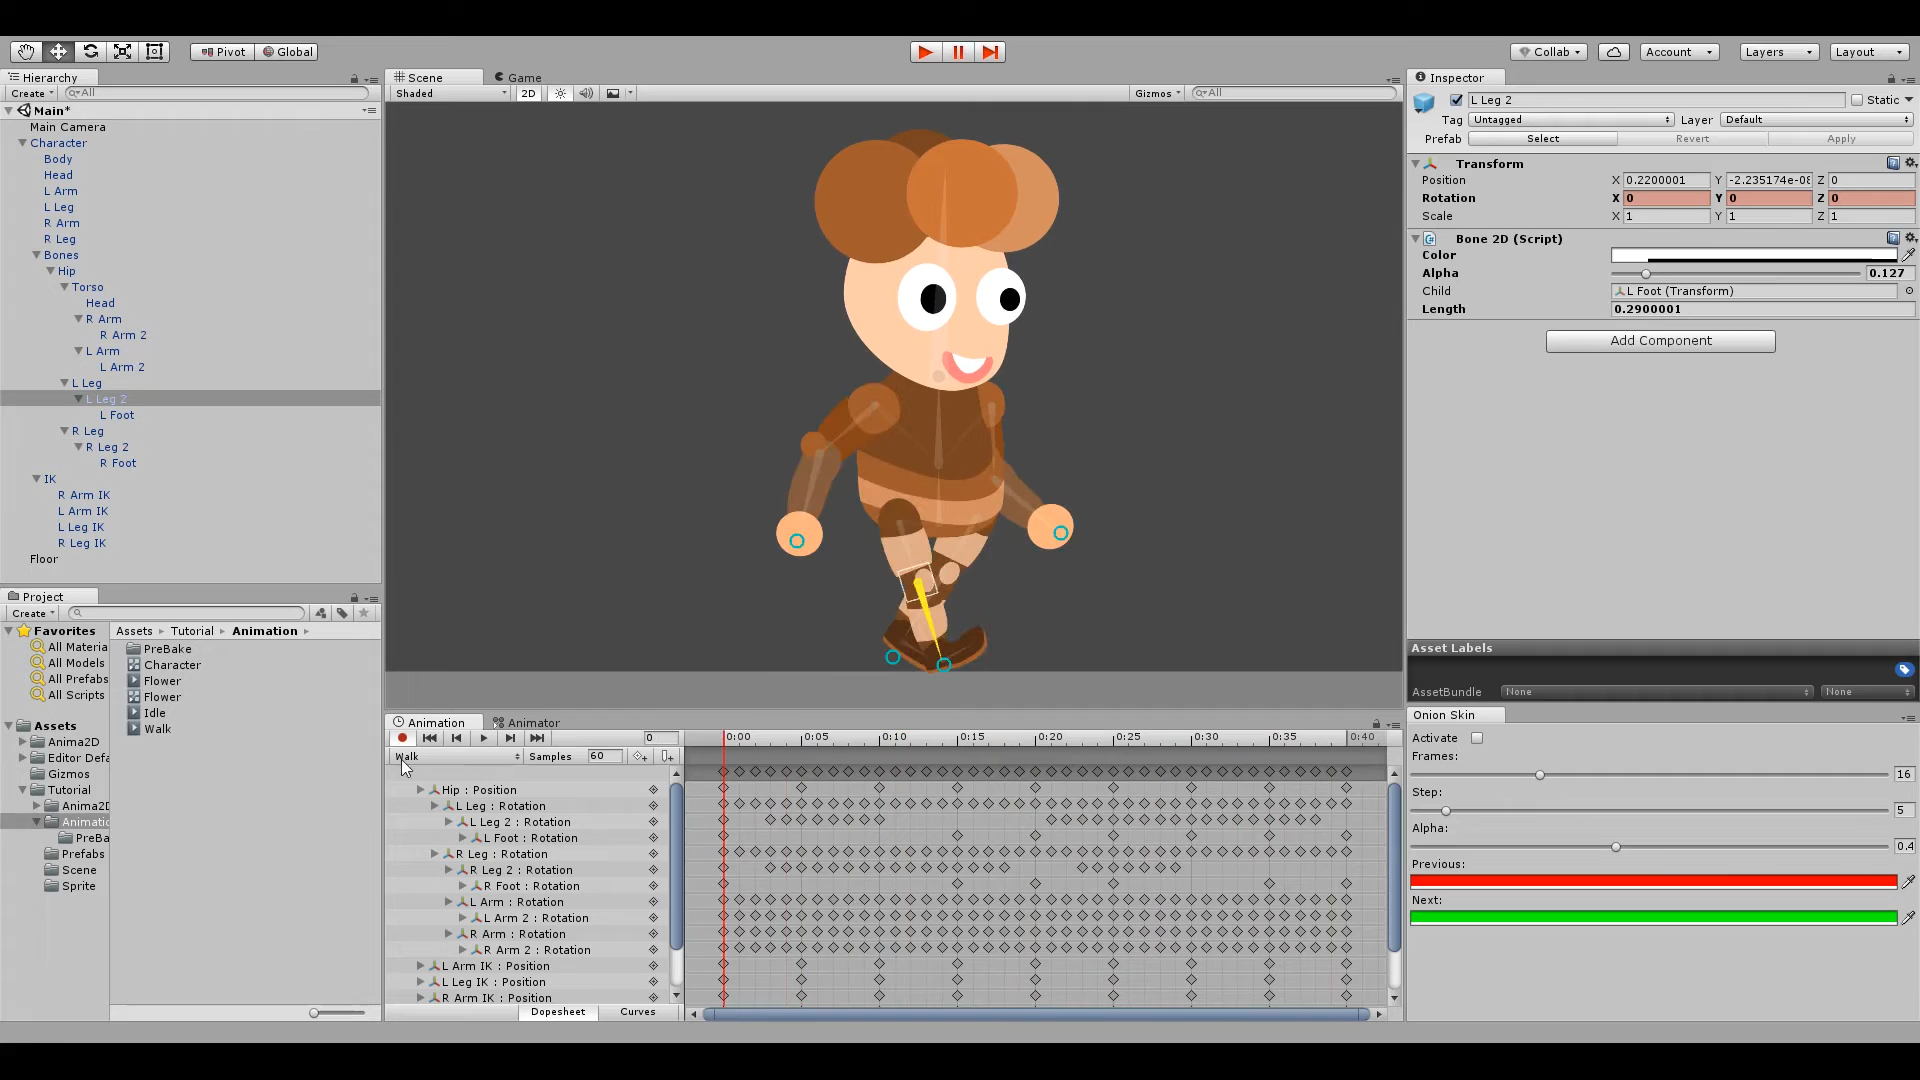 Pivot Global Collab Account Layers Layout
Hierarchy
Create All
Main*
Main Camera
Character
Body
Head
L Arm
L Leg
R Arm
R Leg
Bones
Hip
Torso
Head
R Arm
R Arm 2
L Arm
L Arm 2
L Leg
L Leg 2
L Foot
R Leg
R Leg 2
R Foot
IK
R Arm IK
L Arm IK
L Leg IK
R Leg IK
Floor
Project
Create
Favorites
All Materia
All Models
All Prefabs
All Scripts
Assets
Anima2D
Editor Defa
Gizmos
Tutorial
Anima2D
Animatic
PreBa
Prefabs
Scene
Sprite
Assets Tutorial Animation
PreBake
Character
Flower
Flower
Idle
Walk
Scene Game
Shaded 2D Gizmos All
Animation Animator
0 0:00 0:05 0:10 0:15 0:20 0:25 0:30 0:35 0:40
Walk Samples 60
Hip : Position
L Leg : Rotation
L Leg 2 : Rotation
L Foot : Rotation
R Leg : Rotation
R Leg 2 : Rotation
R Foot : Rotation
L Arm : Rotation
L Arm 2 : Rotation
R Arm : Rotation
R Arm 2 : Rotation
L Arm IK : Position
L Leg IK : Position
R Arm IK : Position
Dopesheet Curves
Inspector
L Leg 2 Static
Tag Untagged Layer Default
Prefab Select Revert Apply
Transform
Position X 0.2200001 Y -2.235174e-08 Z 0
Rotation X 0 Y 0 Z 0
Scale X 1 Y 1 Z 1
Bone 2D (Script)
Color
Alpha 0.127
Child L Foot (Transform)
Length 0.2900001
Add Component
Asset Labels
AssetBundle None None
Onion Skin
Activate
Frames:
16
Step:
5
Alpha:
0.4
Previous:
Next: